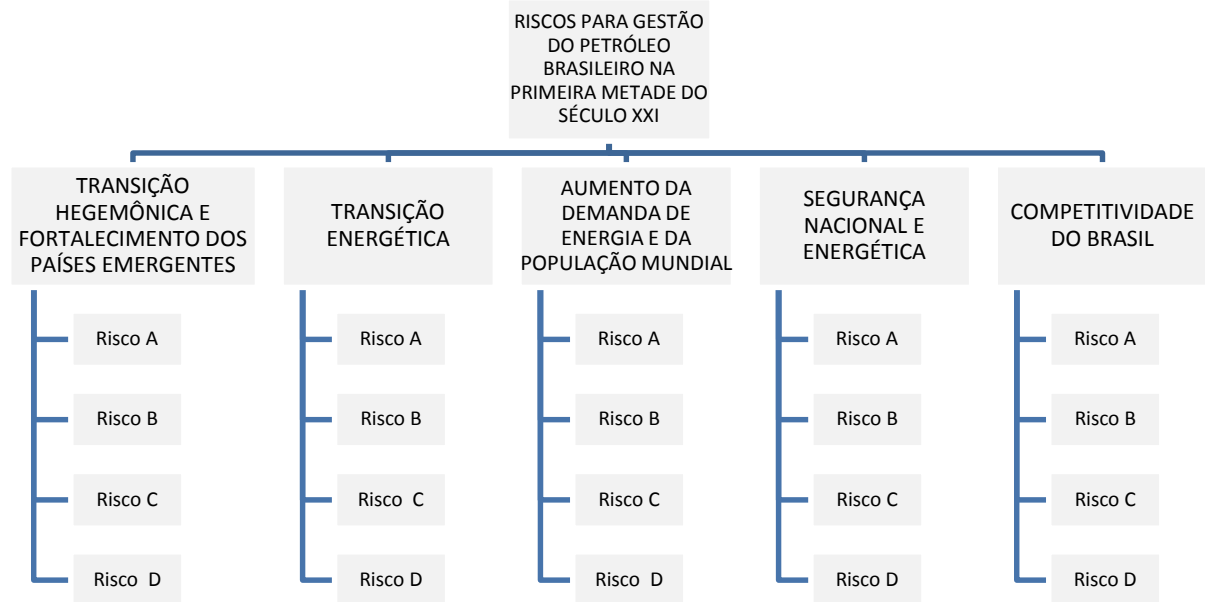 RISCOS PARA GESTÃO
DO PETRÓLEO
BRASILEIRO NA
PRIMEIRA METADE DO
SÉCULO XXI
TRANSIÇÃO
HEGEMÔNICA E
FORTALECIMENTO DOS
PAÍSES EMERGENTES
Risco A
Risco B
Risco C
Risco D
TRANSIÇÃO
ENERGÉTICA
Risco A
Risco B
Risco C
Risco D
AUMENTO DA
DEMANDA DE
ENERGIA E DA
POPULAÇÃO MUNDIAL
Risco A
Risco B
Risco C
Risco D
SEGURANÇA
NACIONAL E
ENERGÉTICA
Risco A
Risco B
Risco C
Risco D
COMPETITIVIDADE
DO BRASIL
Risco A
Risco B
Risco C
Risco D